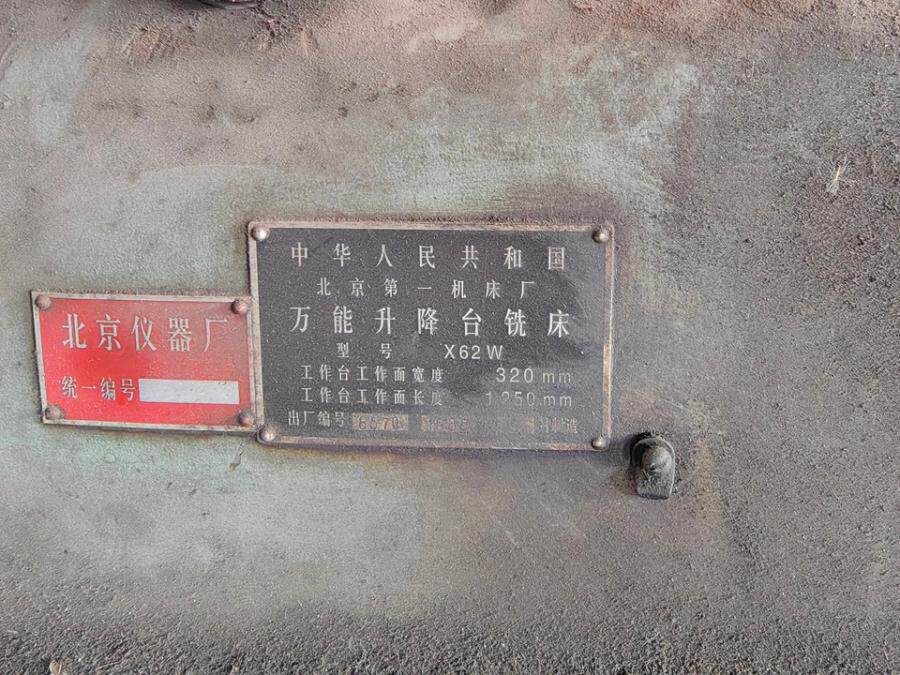 中华人民共和国
北京第一机床厂
万能升降台铣床
型号 X62W
工作台工作面宽度 320mm
工作台工作面长度 1250mm
出厂编号 造
北京仪器厂
统一编号